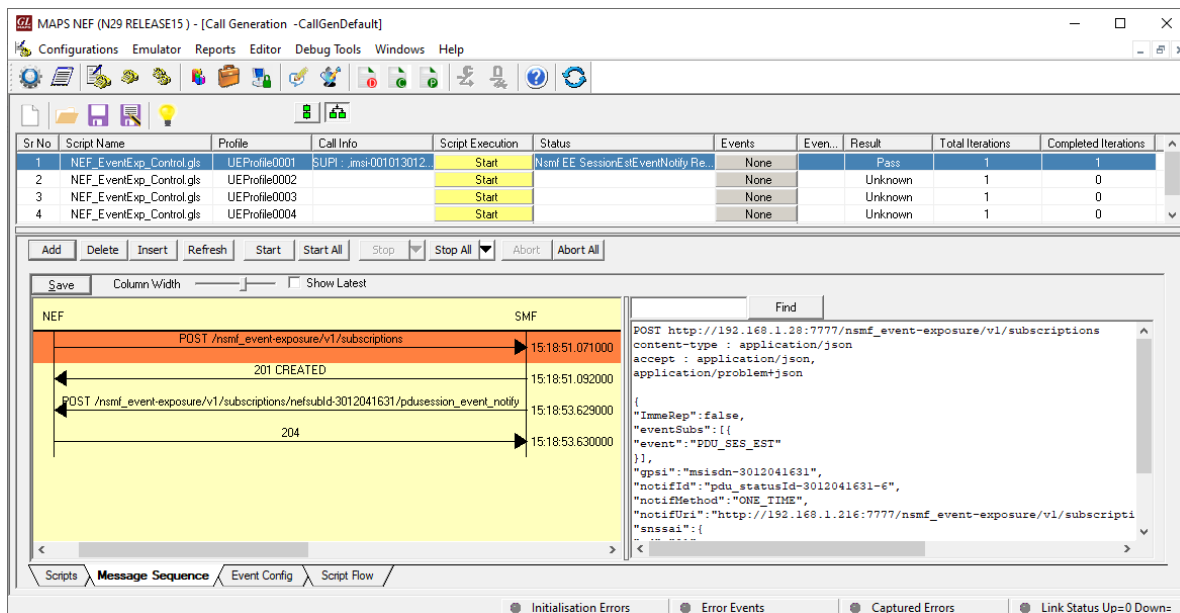 GL MAPS NEF (N29 RELEASE15 ) - [Call Generation -CallGenDefault]
Configurations Emulator Reports Editor Debug Tools Windows Help
Sr No Script Name Profile Call Info Script Execution Status Events Even... Result Total Iterations Completed Iterations
1 NEF_EventExp_Control.gls UEProfile0001 SUPI : ,imsi-001013012... Start Nsmf EE SessionEstEventNotify Re... None Pass 1 1
2 NEF_EventExp_Control.gls UEProfile0002 Start None Unknown 1 0
3 NEF_EventExp_Control.gls UEProfile0003 Start None Unknown 1 0
4 NEF_EventExp_Control.gls UEProfile0004 Start None Unknown 1 0
Add Delete Insert Refresh Start Start All Stop Stop All Abort Abort All
Save Column Width Show Latest
NEF SMF
POST /nsmf_event-exposure/v1/subscriptions
15:18:51.071000
201 CREATED
15:18:51.092000
POST /nsmf_event-exposure/v1/subscriptions/nefsubId-3012041631/pdusession_event_notify
15:18:53.629000
204
15:18:53.630000
Find
POST http://192.168.1.28:7777/nsmf_event-exposure/v1/subscriptions
content-type : application/json
accept : application/json,
application/problem+json
{
"ImmeRep":false,
"eventSubs":[{
"event":"PDU_SES_EST"
}],
"gpsi":"msisdn-3012041631",
"notifId":"pdu_statusId-3012041631-6",
"notifMethod":"ONE_TIME",
"notifUri":"http://192.168.1.216:7777/nsmf_event-exposure/v1/subscripti
"snssai":{
Scripts Message Sequence Event Config Script Flow
Initialisation Errors Error Events Captured Errors Link Status Up=0 Down=